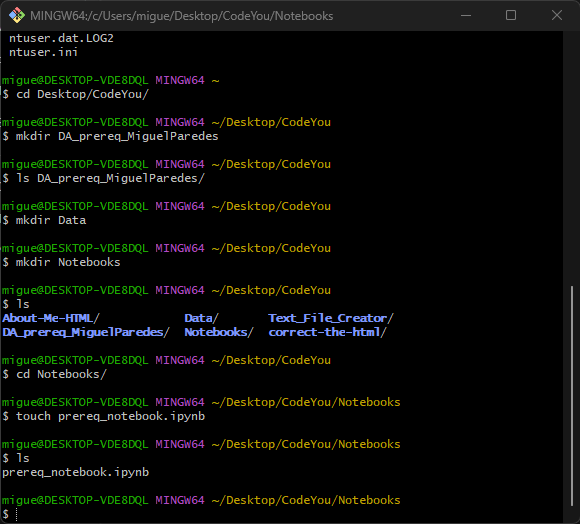 MINGW64:/c/Users/migue/Desktop/CodeYou/Notebooks
ntuser.dat.LOG2
ntuser.ini
migue@DESKTOP-VDE8DQL MINGW64 ~
$ cd Desktop/CodeYou/
migue@DESKTOP-VDE8DQL MINGW64 ~/Desktop/CodeYou
$ mkdir DA_prereq_MiguelParedes
migue@DESKTOP-VDE8DQL MINGW64 ~/Desktop/CodeYou
$ ls DA_prereq_MiguelParedes/
migue@DESKTOP-VDE8DQL MINGW64 ~/Desktop/CodeYou
$ mkdir Data
migue@DESKTOP-VDE8DQL MINGW64 ~/Desktop/CodeYou
$ mkdir Notebooks
migue@DESKTOP-VDE8DQL MINGW64 ~/Desktop/CodeYou
$ ls
About-Me-HTML/ Data/ Text_File_Creator/
DA_prereq_MiguelParedes/ Notebooks/ correct-the-html/
migue@DESKTOP-VDE8DQL MINGW64 ~/Desktop/CodeYou
$ cd Notebooks/
migue@DESKTOP-VDE8DQL MINGW64 ~/Desktop/CodeYou/Notebooks
$ touch prereq_notebook.ipynb
migue@DESKTOP-VDE8DQL MINGW64 ~/Desktop/CodeYou/Notebooks
$ ls
prereq_notebook.ipynb
migue@DESKTOP-VDE8DQL MINGW64 ~/Desktop/CodeYou/Notebooks
$